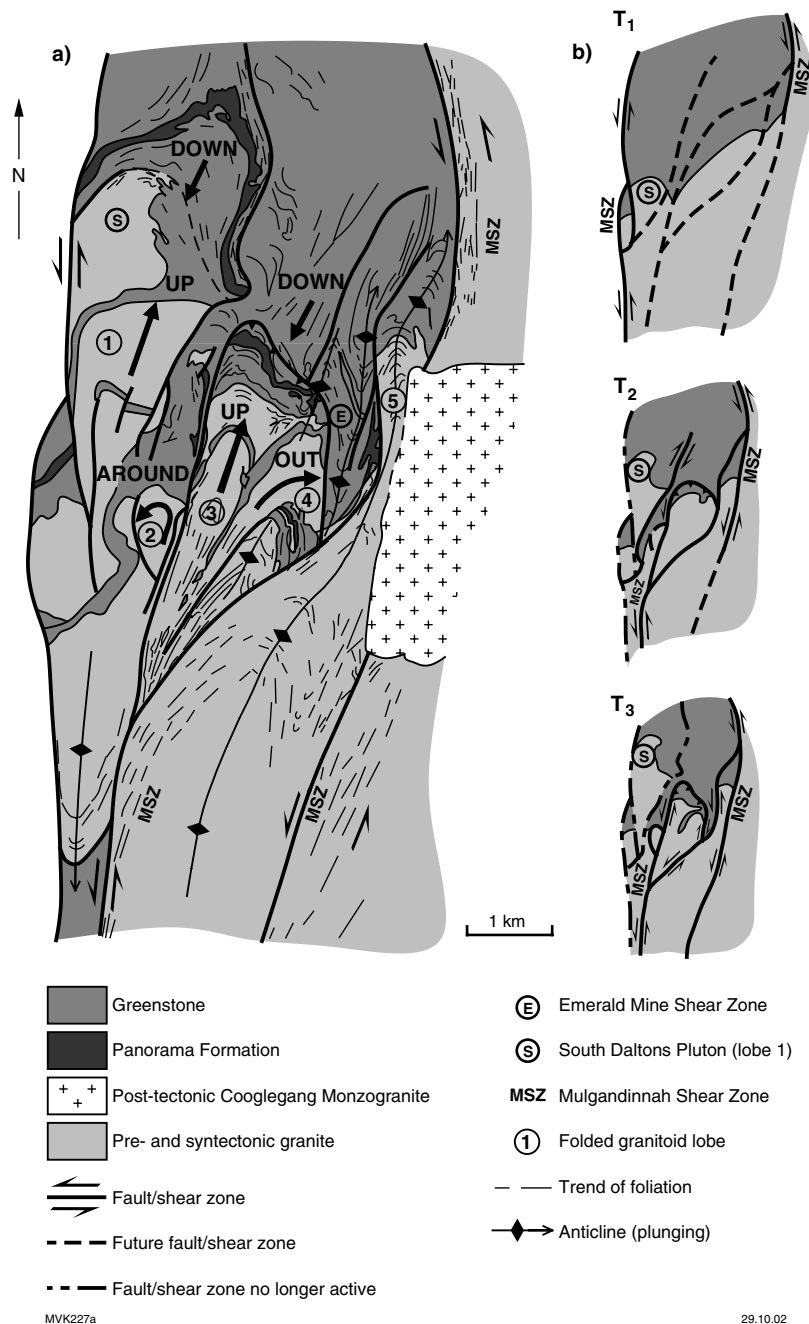 a)
N
DOWN
S
UP
1
DOWN
MSZ
5
E
UP
OUT
AROUND
4
3
2
MSZ
MSZ
1 km
b)
T1
MSZ
S
MSZ
T2
S
MSZ
MSZ
T3
S
MSZ
MSZ
Greenstone
Panorama Formation
Post-tectonic Cooglegang Monzogranite
Pre- and syntectonic granite
Fault/shear zone
Future fault/shear zone
Fault/shear zone no longer active
E Emerald Mine Shear Zone
S South Daltons Pluton (lobe 1)
MSZ Mulgandinnah Shear Zone
1 Folded granitoid lobe
Trend of foliation
Anticline (plunging)
MVK227a
29.10.02